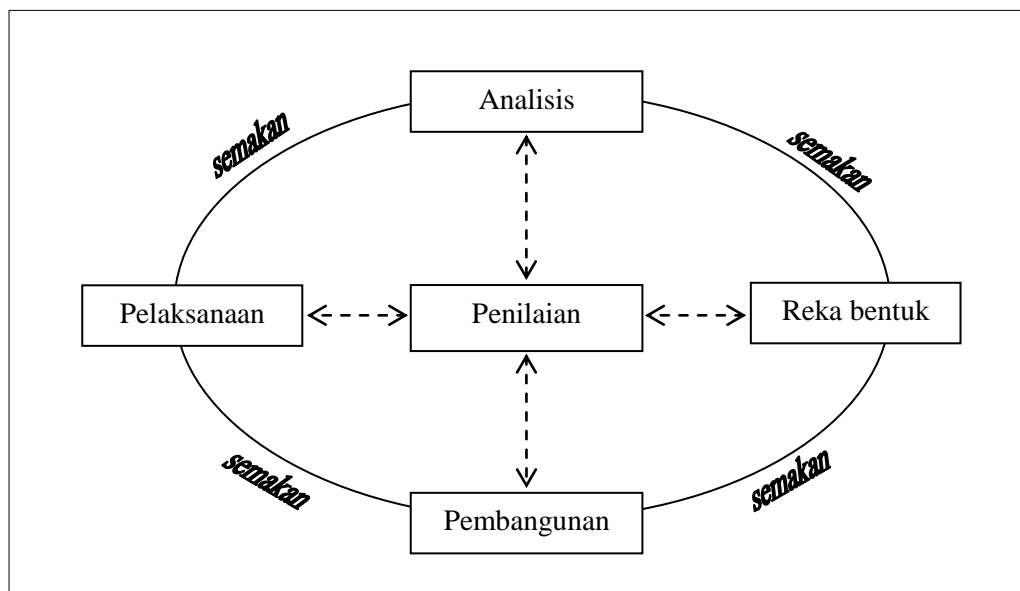 Analisis
semakan
semakan
Pelaksanaan
Penilaian
Reka bentuk
semakan
semakan
Pembangunan